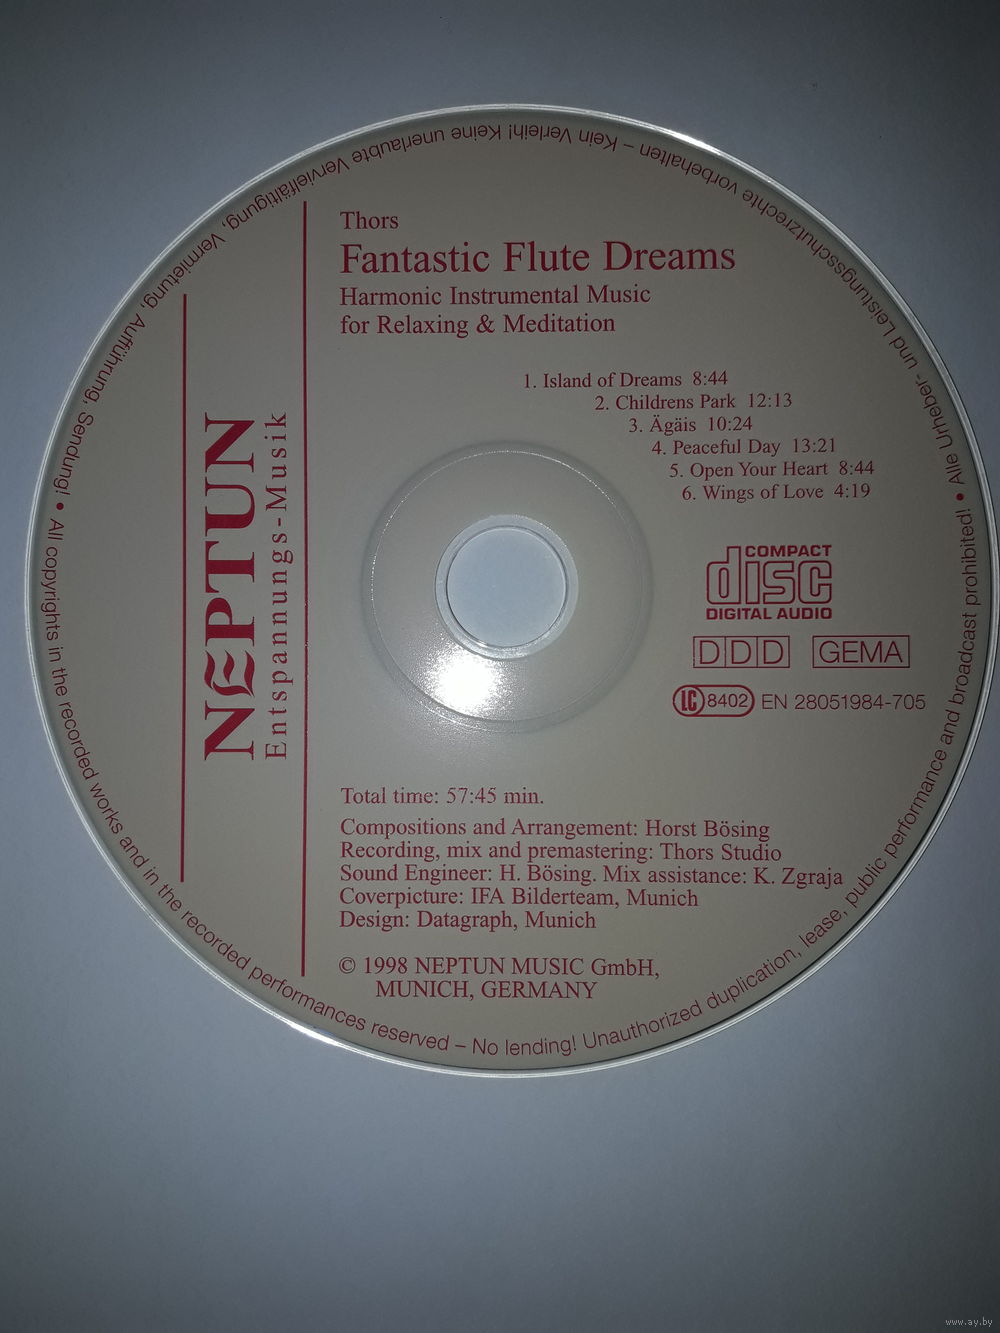 Thors
Fantastic Flute Dreams
Harmonic Instrumental Music
for Relaxing & Meditation
1. Island of Dreams 8:44
2. Childrens Park 12:13
3. Ägäis 10:24
4. Peaceful Day 13:21
5. Open Your Heart 8:44
6. Wings of Love 4:19
NEPTUN
Entspannungs-Musik
COMPACT
disc
DIGITAL AUDIO
DDD GEMA
LC 8402 EN 28051984-705
Total time: 57:45 min.
Compositions and Arrangement: Horst Bösing
Recording, mix and premastering: Thors Studio
Sound Engineer: H. Bösing. Mix assistance: K. Zgraja
Coverpicture: IFA Bilderteam, Munich
Design: Datagraph, Munich
© 1998 NEPTUN MUSIC GmbH,
MUNICH, GERMANY
• All copyrights in the recorded works and in the recorded performances reserved – No lending! Unauthorized duplication, lease, public performance and broadcast prohibited!
• Alle Urheber- und Leistungsschutzrechte vorbehalten – Kein Verleih! Keine unerlaubte Vervielfältigung, Vermietung, Aufführung, Sendung!
www.ay.by